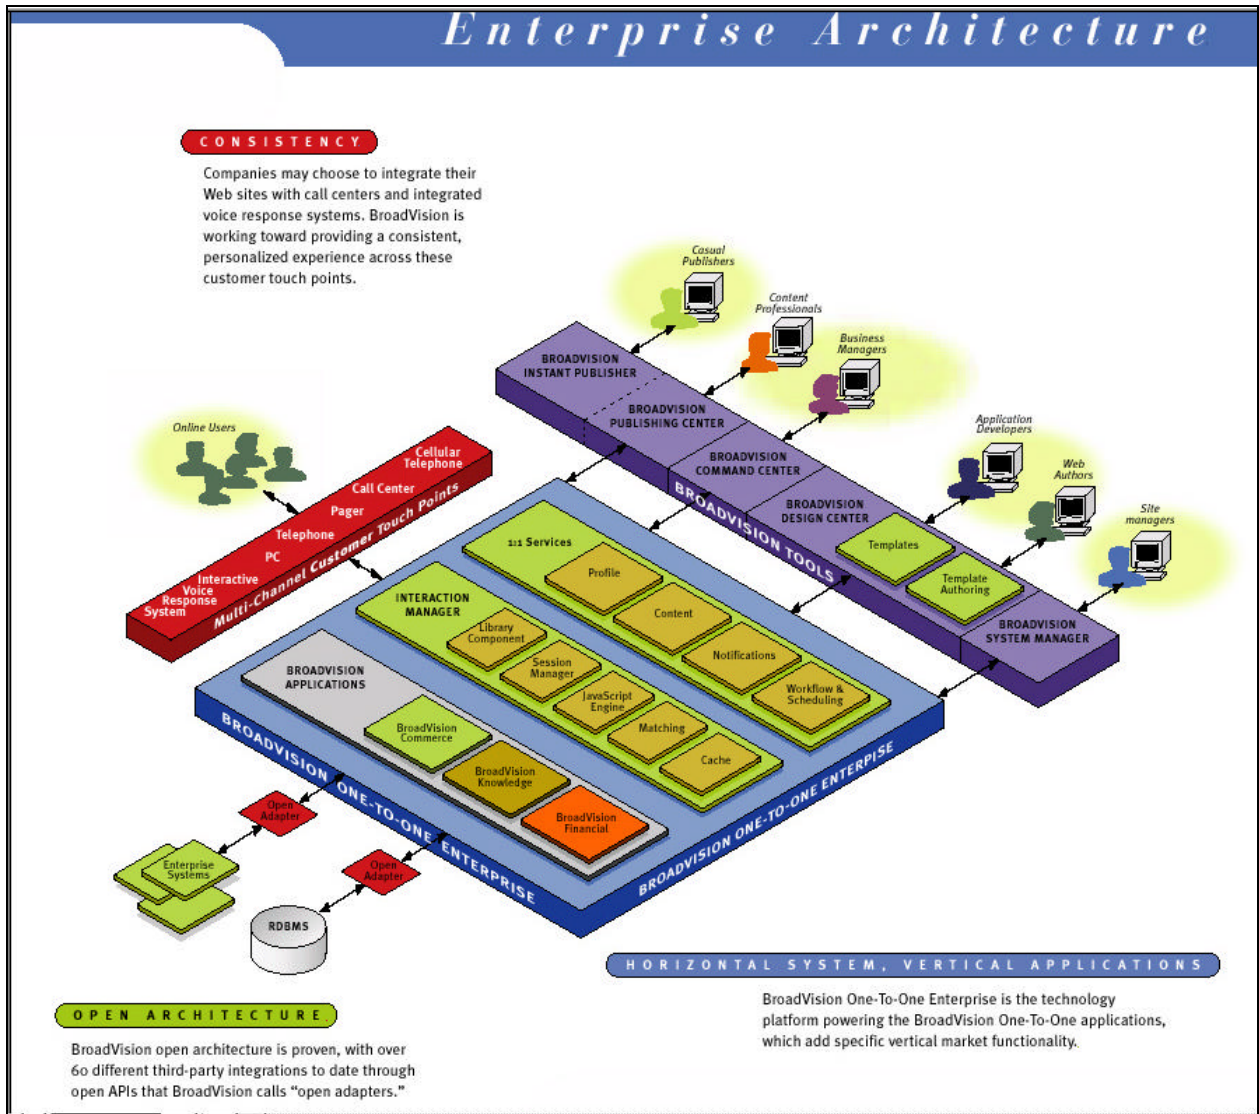 Enterprise Architecture
CONSISTENCY
Companies may choose to integrate their
Web sites with call centers and integrated
voice response systems. BroadVision is
working toward providing a consistent,
personalized experience across these
customer touch points.
Casual
Publishers
Content
Professionals
Business
Managers
Application
Developers
Web
Authors
Site
managers
BROADVISION
INSTANT PUBLISHER
BROADVISION
PUBLISHING CENTER
BROADVISION
COMMAND CENTER
BROADVISION
DESIGN CENTER
Templates
Template
Authoring
BROADVISION
SYSTEM MANAGER
BROADVISION TOOLS
Online Users
Cellular
Telephone
Call Center
Pager
Telephone
PC
Interactive
Voice
Response
System
Multi-Channel Customer Touch Points
1:1 Services
Profile
Content
Notifications
Workflow &
Scheduling
INTERACTION
MANAGER
Library
Component
Session
Manager
JavaScript
Engine
Matching
Cache
BROADVISION
APPLICATIONS
BroadVision
Commerce
BroadVision
Knowledge
BroadVision
Financial
BROADVISION ONE-TO-ONE ENTERPRISE
BROADVISION ONE-TO-ONE ENTERPISE
Open
Adapter
Enterprise
Systems
Open
Adapter
RDBMS
HORIZONTAL SYSTEM, VERTICAL APPLICATIONS
BroadVision One-To-One Enterprise is the technology
platform powering the BroadVision One-To-One applications,
which add specific vertical market functionality.
OPEN ARCHITECTURE
BroadVision open architecture is proven, with over
60 different third-party integrations to date through
open APIs that BroadVision calls “open adapters.”